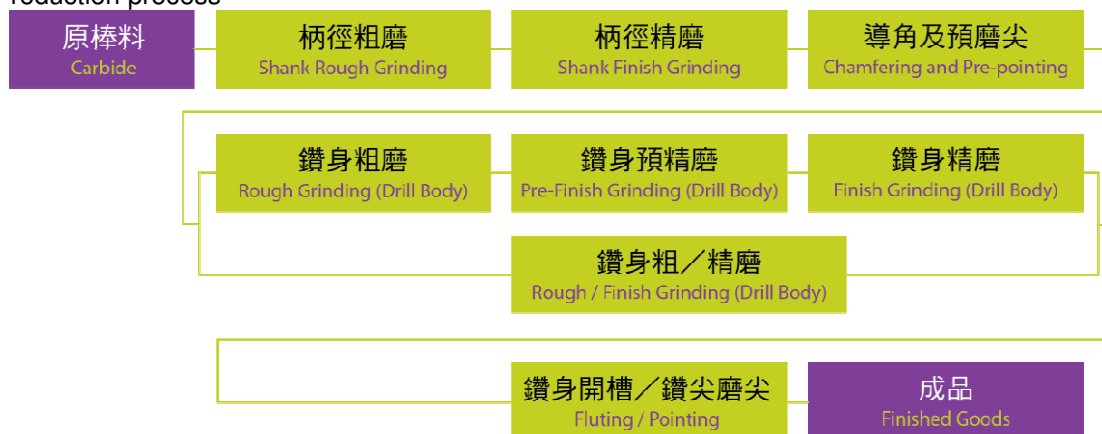 roduction process
原棒料
Carbide
柄徑粗磨
Shank Rough Grinding
柄徑精磨
Shank Finish Grinding
導角及預磨尖
Chamfering and Pre-pointing
鑽身粗磨
Rough Grinding (Drill Body)
鑽身預精磨
Pre-Finish Grinding (Drill Body)
鑽身精磨
Finish Grinding (Drill Body)
鑽身粗／精磨
Rough / Finish Grinding (Drill Body)
鑽身開槽／鑽尖磨尖
Fluting / Pointing
成品
Finished Goods